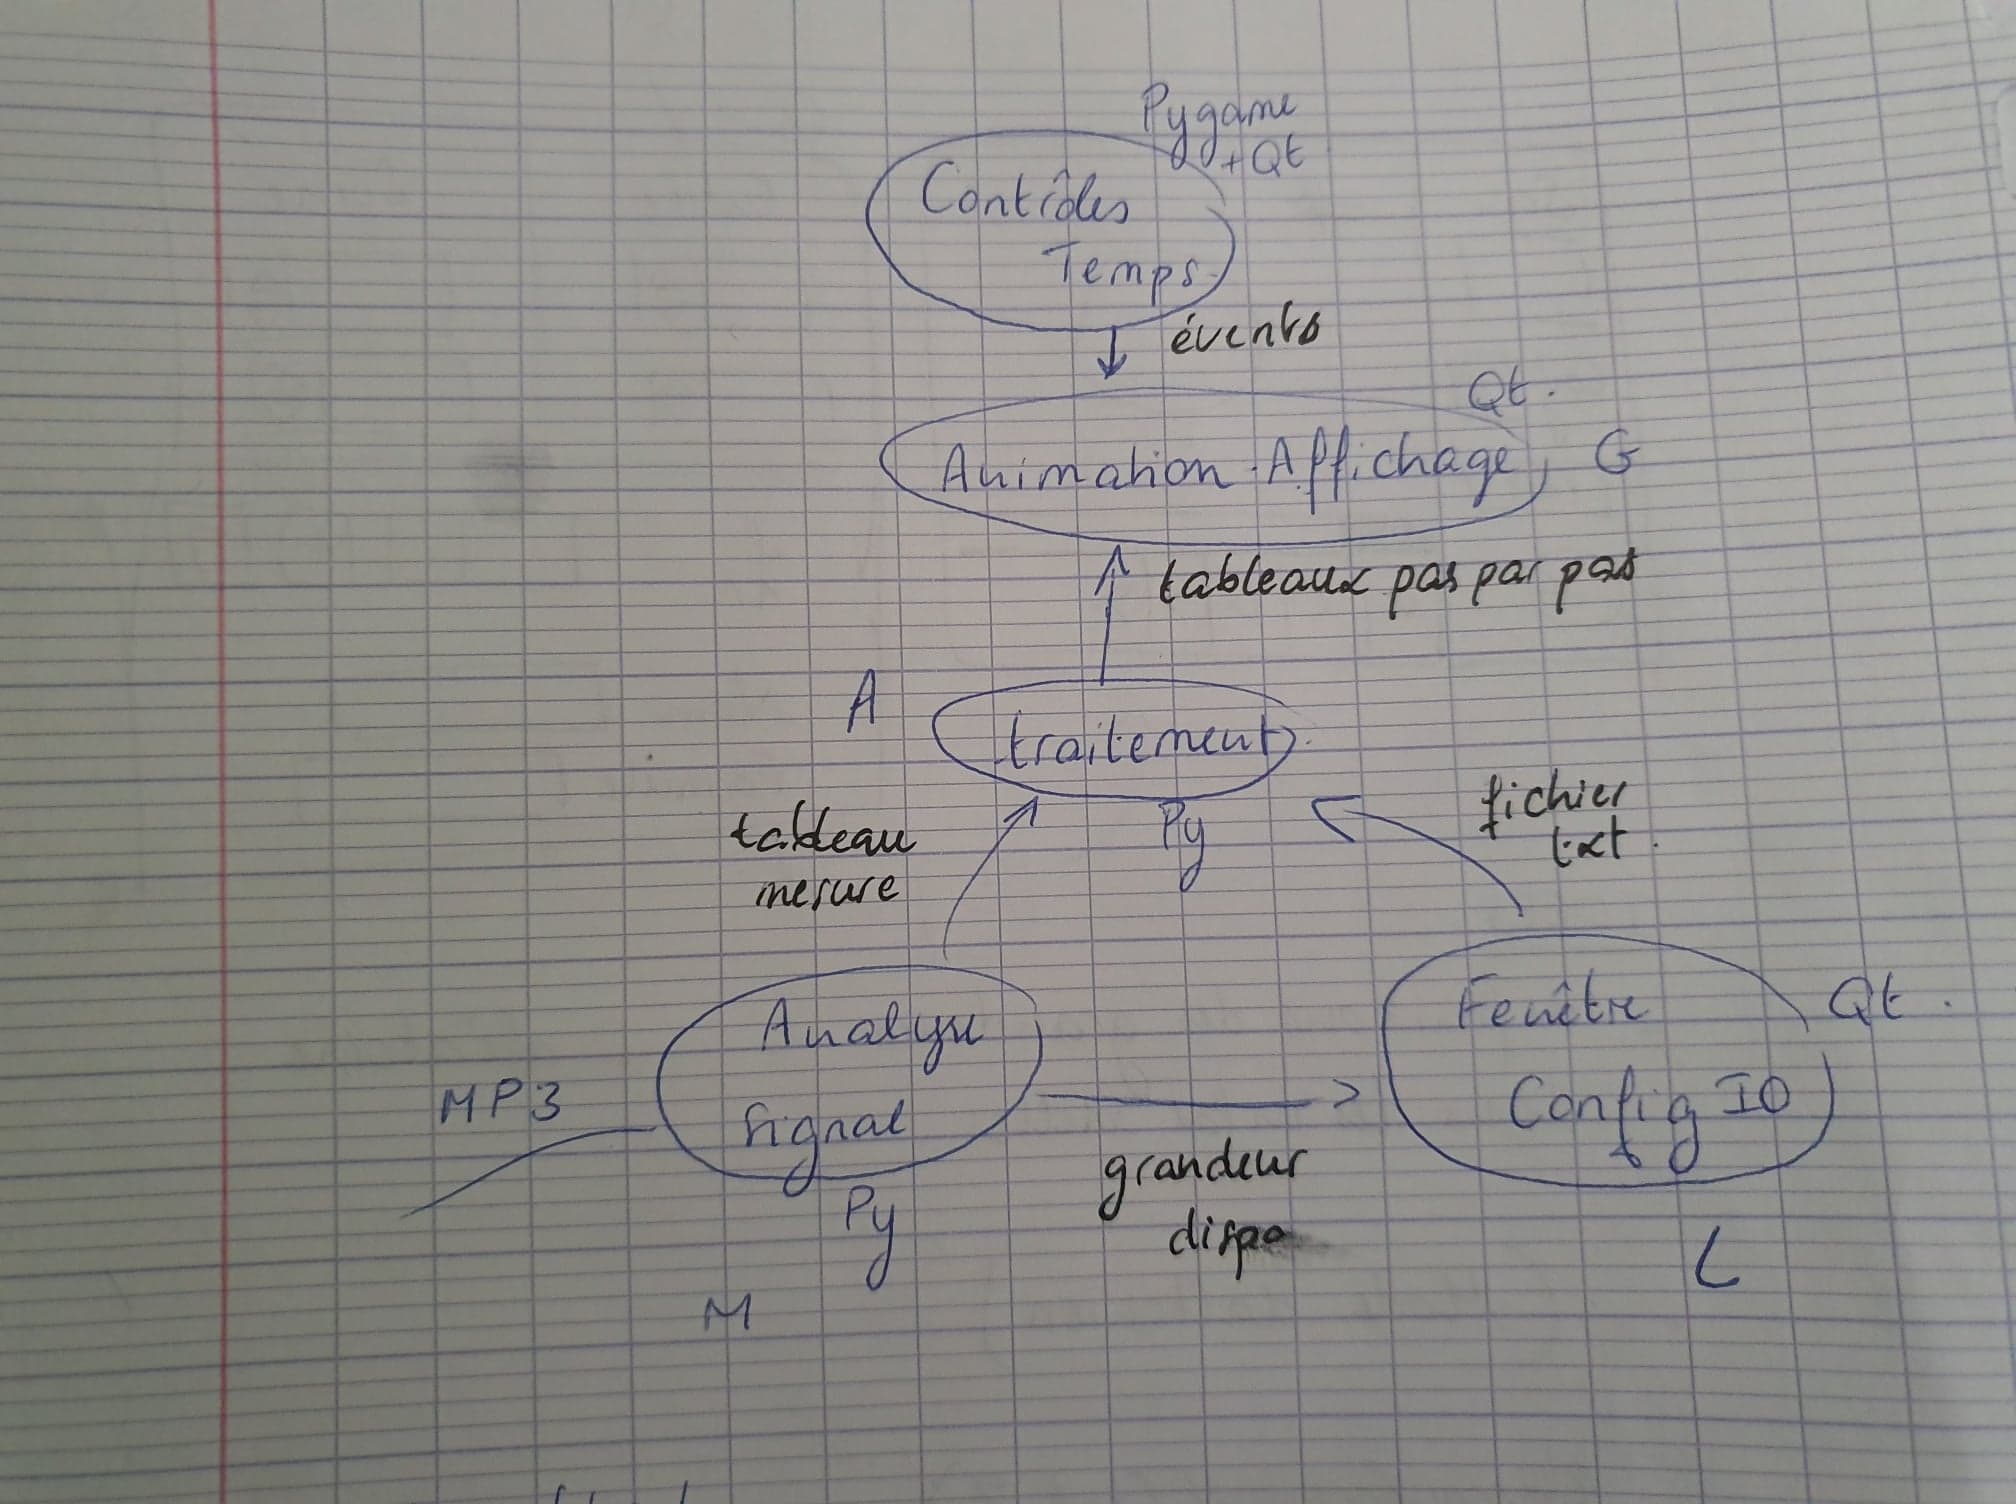 Pygame
+Qt
Contrôles
Temps
évents
Qt.
Animation Affichage
G
tableaux pas par pas
A
traitement
Py
fichier
txt.
tableau
mesure
Analyse
Signal
Py
MP3
M
grandeur
dispo
Fenêtre
Config IO
Qt.
L